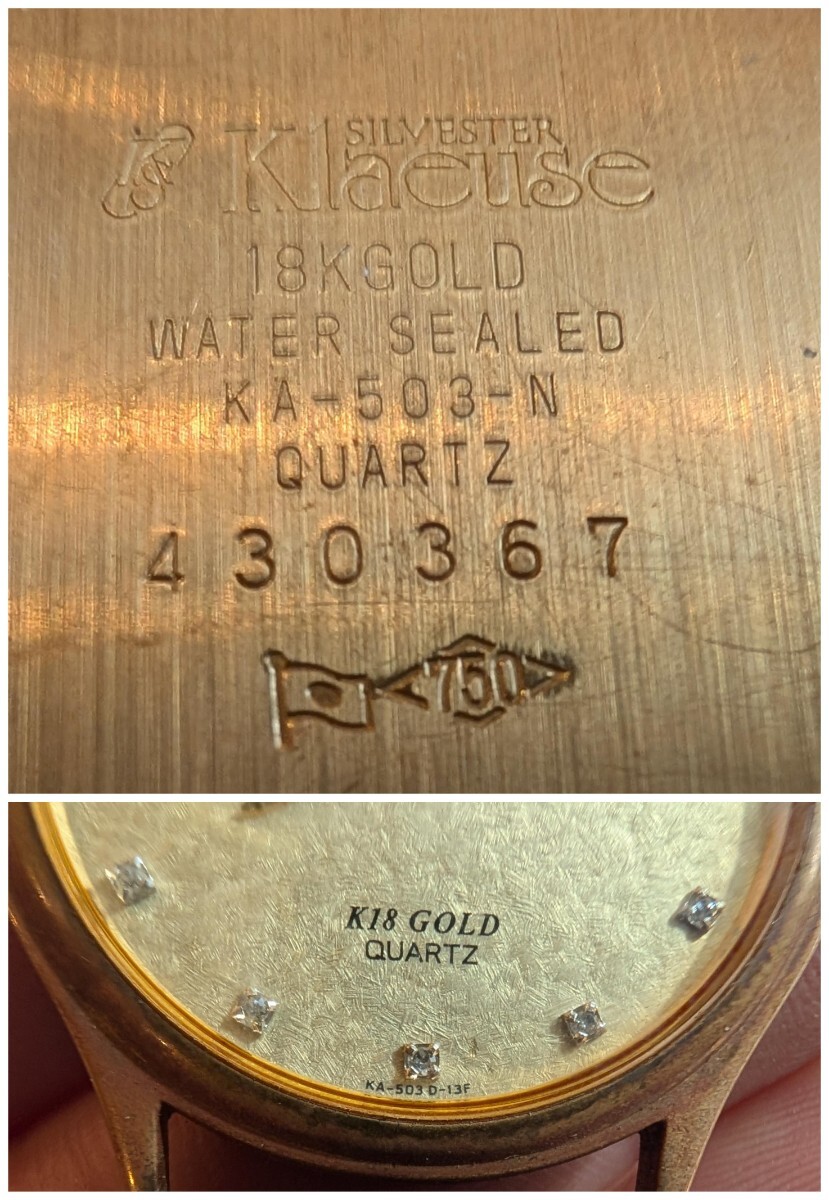 SILVESTER
Klaeuse
18KGOLD
WATER SEALED
KA-503-N
QUARTZ
430367
750
K18 GOLD
QUARTZ
KA-503 D-13F